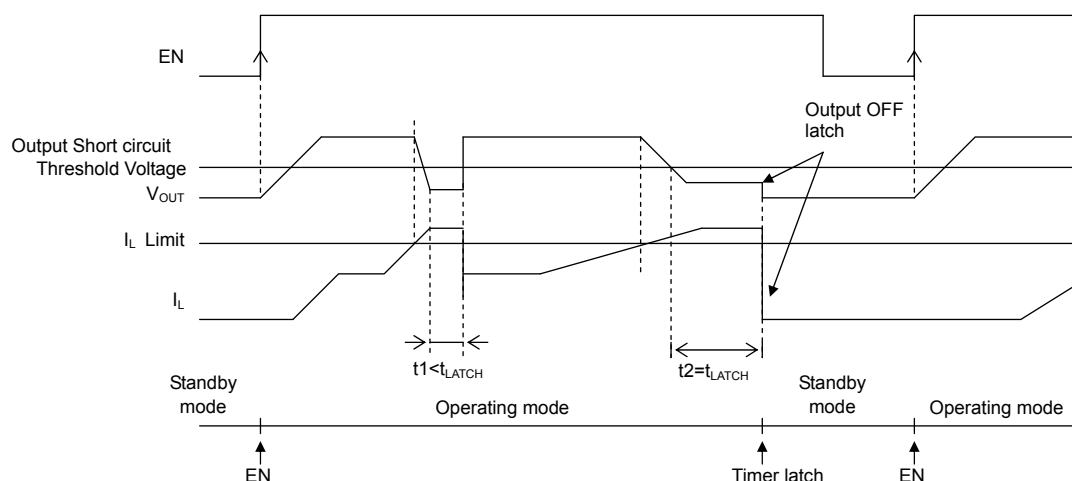 EN
Output OFF
latch
Output Short circuit
Threshold Voltage
VOUT
IL Limit
IL
t1<tLATCH
t2=tLATCH
Standby
mode
Operating mode
Standby
mode
Operating mode
EN
Timer latch
EN